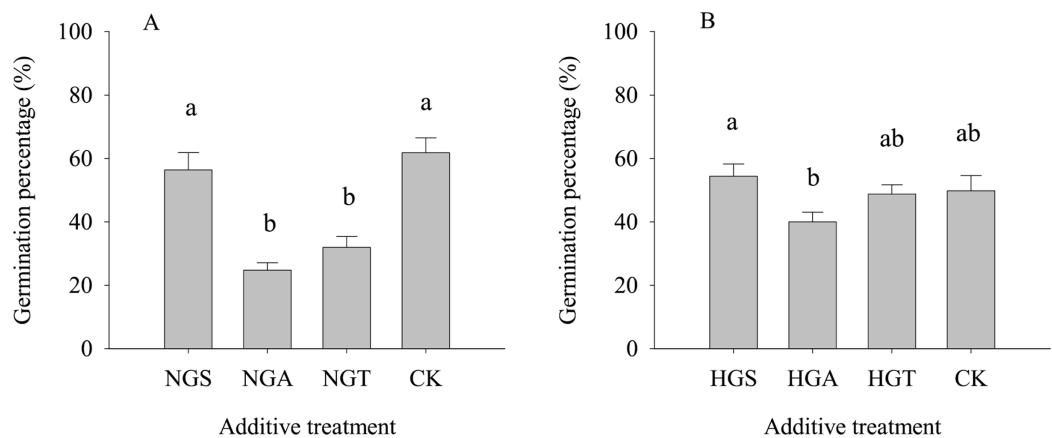 A
Germination percentage (%)
100
80
60
40
20
0
a
b
b
a
NGS NGA NGT CK
Additive treatment
B
Germination percentage (%)
100
80
60
40
20
0
a
b
ab
ab
HGS HGA HGT CK
Additive treatment